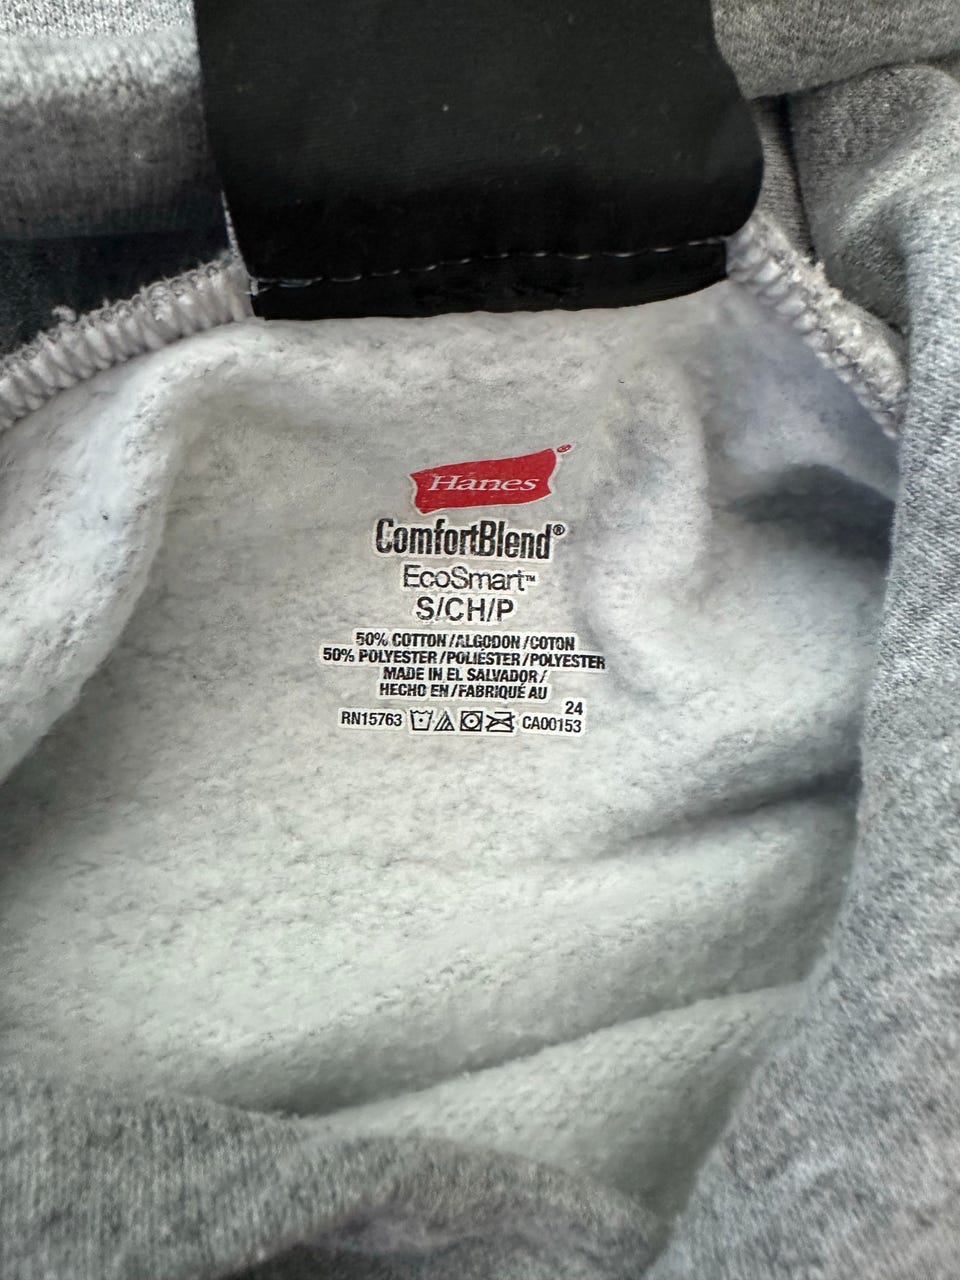 Hanes®
ComfortBlend®
EcoSmart™
S/CH/P
50% COTTON/ALGODON/COTON
50% POLYESTER/POLIÉSTER/POLYESTER
MADE IN EL SALVADOR/
HECHO EN/FABRIQUÉ AU
24
RN15763 CA00153